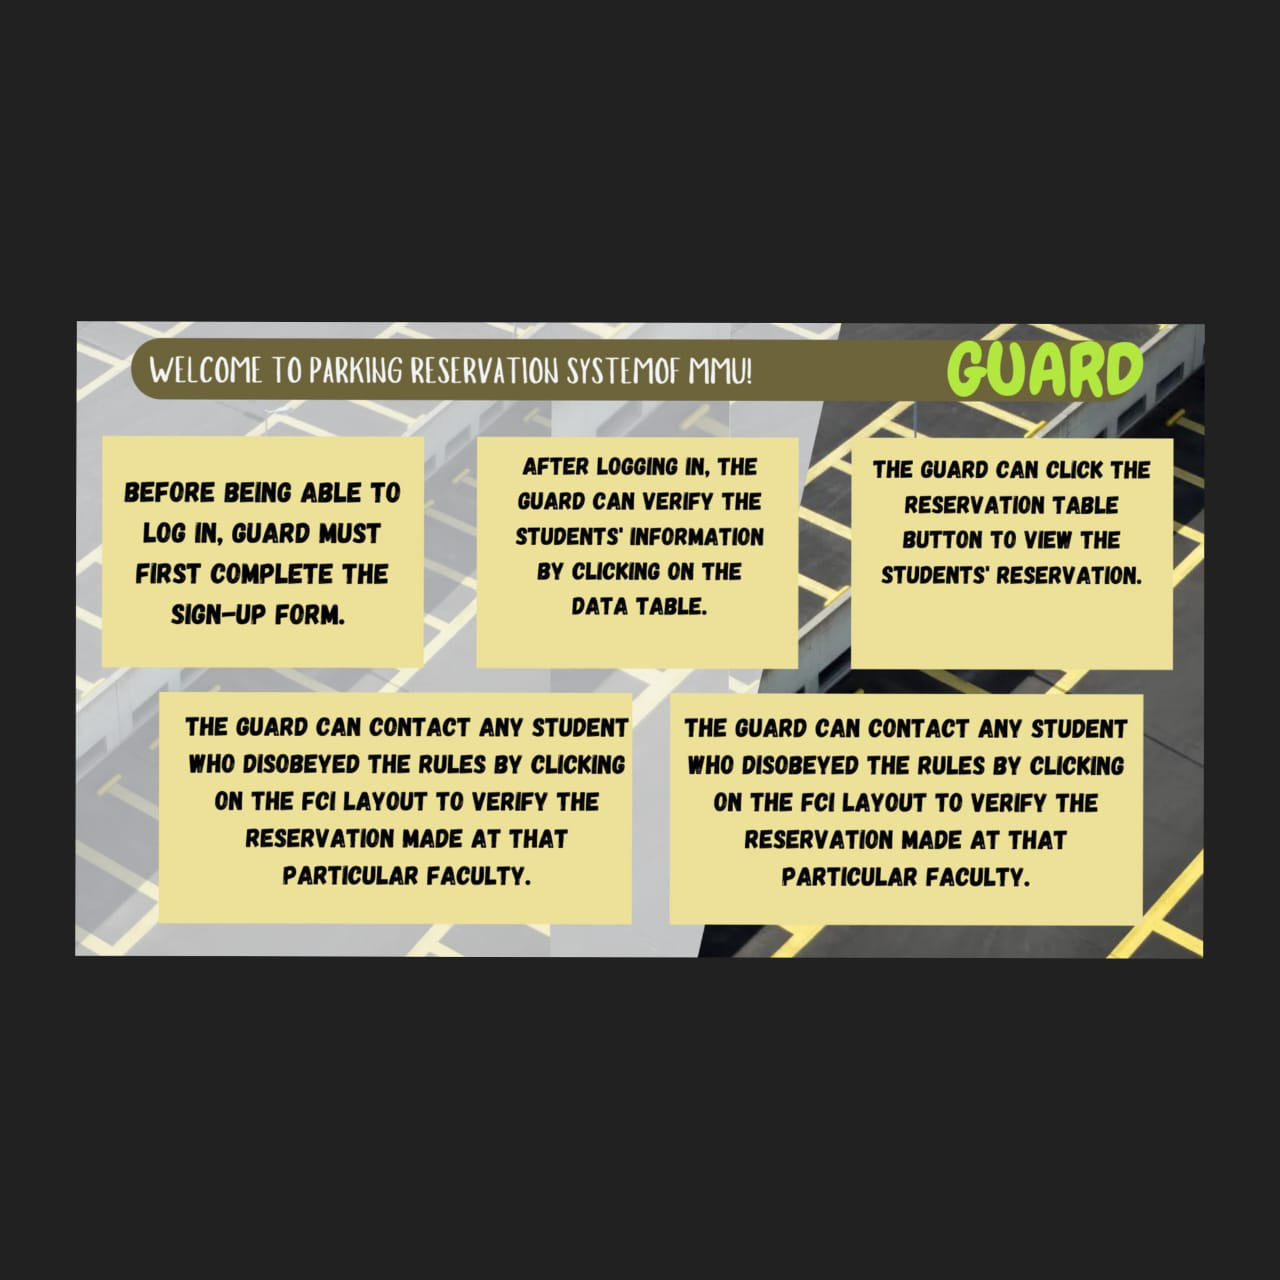 WELCOME TO PARKING RESERVATION SYSTEMOF MMU!
GUARD
BEFORE BEING ABLE TO
LOG IN, GUARD MUST
FIRST COMPLETE THE
SIGN-UP FORM.
AFTER LOGGING IN, THE
GUARD CAN VERIFY THE
STUDENTS' INFORMATION
BY CLICKING ON THE
DATA TABLE.
THE GUARD CAN CLICK THE
RESERVATION TABLE
BUTTON TO VIEW THE
STUDENTS' RESERVATION.
THE GUARD CAN CONTACT ANY STUDENT
WHO DISOBEYED THE RULES BY CLICKING
ON THE FCI LAYOUT TO VERIFY THE
RESERVATION MADE AT THAT
PARTICULAR FACULTY.
THE GUARD CAN CONTACT ANY STUDENT
WHO DISOBEYED THE RULES BY CLICKING
ON THE FCI LAYOUT TO VERIFY THE
RESERVATION MADE AT THAT
PARTICULAR FACULTY.